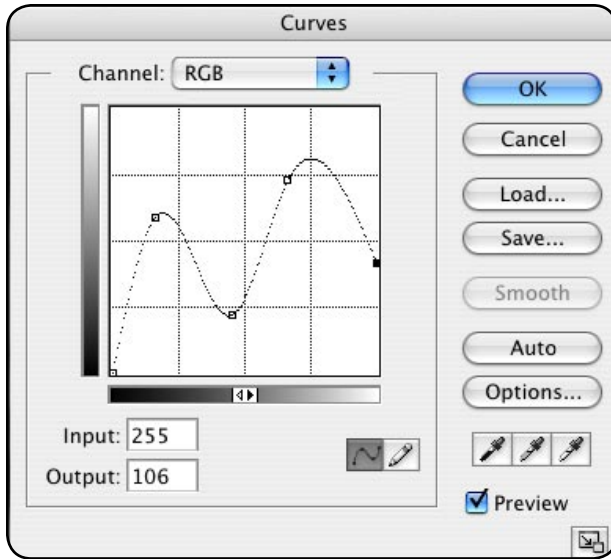 Curves
Channel: RGB
OK
Cancel
Load...
Save...
Smooth
Auto
Options...
Input: 255
Output: 106
Preview